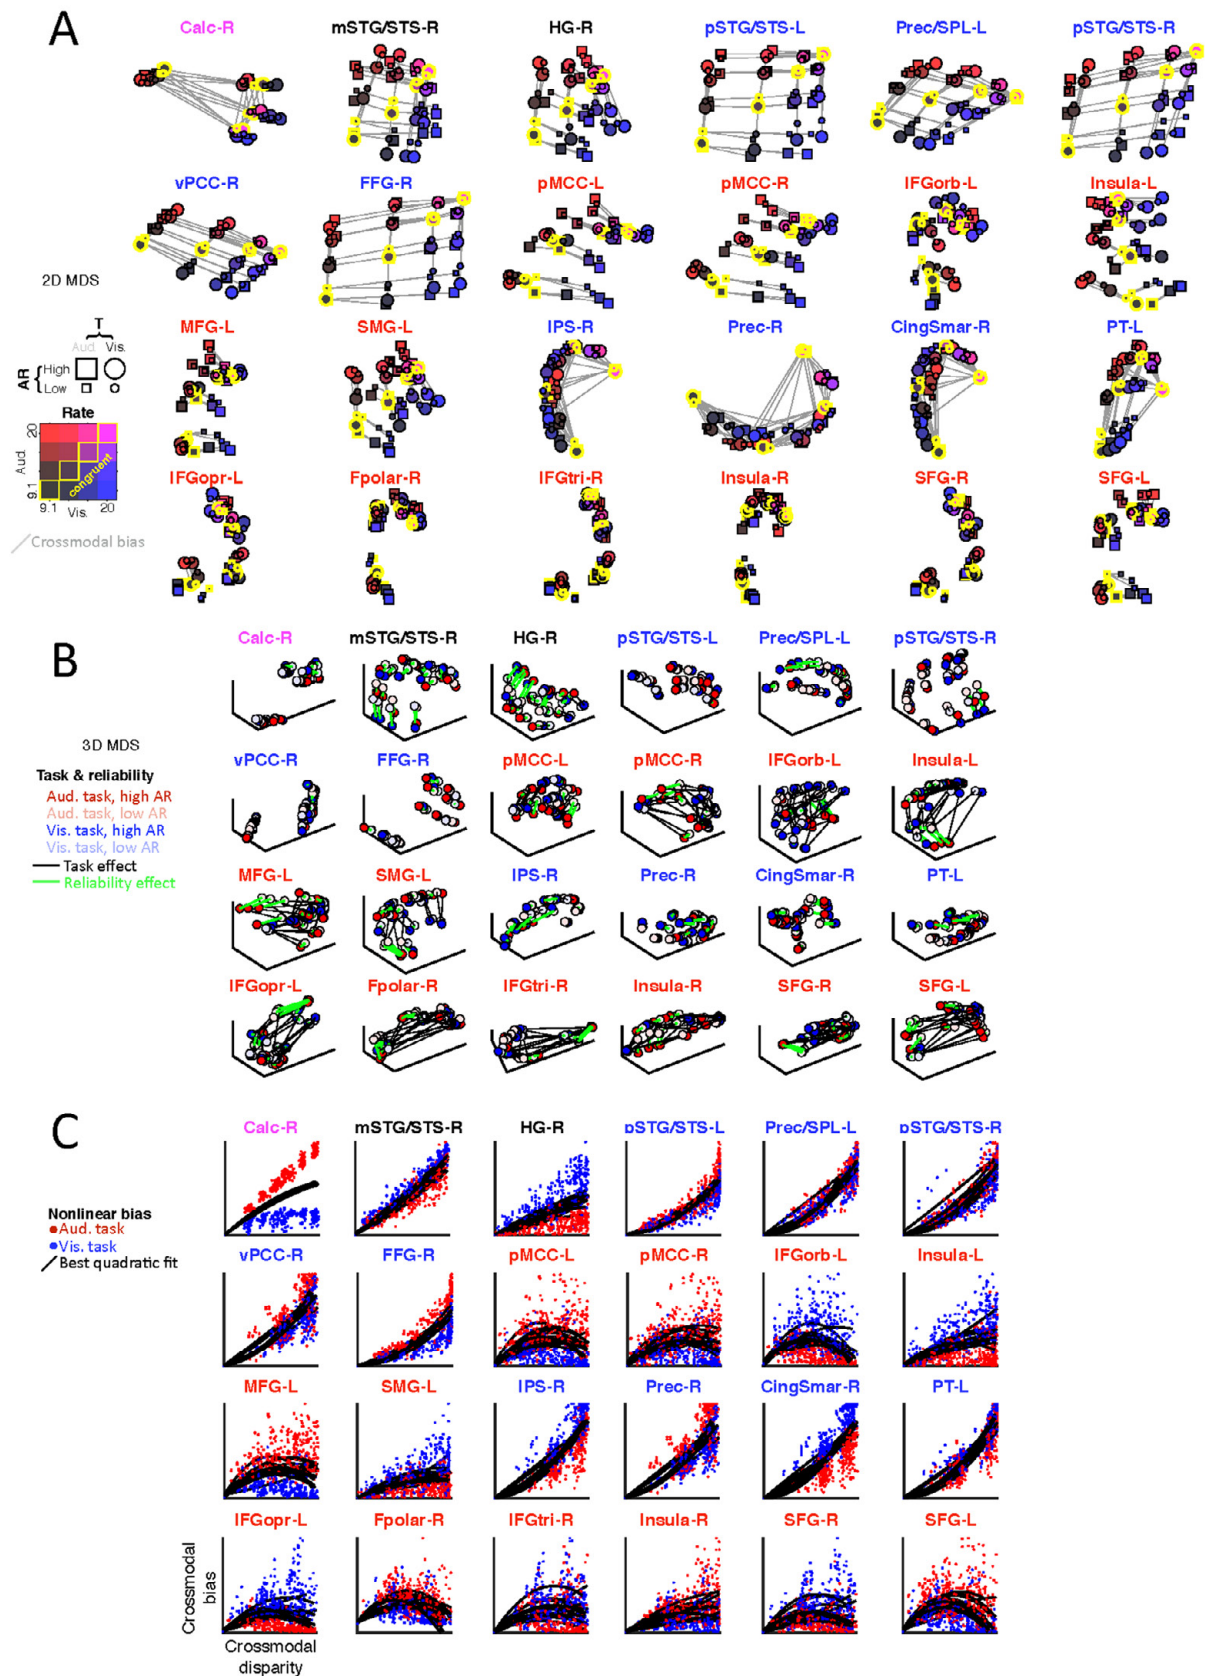 A
Calc-R mSTG/STS-R HG-R pSTG/STS-L Prec/SPL-L pSTG/STS-R
vPCC-R FFG-R pMCC-L pMCC-R IFGorb-L Insula-L
2D MDS
MFG-L SMG-L IPS-R Prec-R CingSmar-R PT-L
T
Aud. Vis.
AR
High
Low
Rate
20
Aud.
9.1
congruent
9.1 20
Vis.
Crossmodal bias
IFGopr-L Fpolar-R IFGtri-R Insula-R SFG-R SFG-L
B
Calc-R mSTG/STS-R HG-R pSTG/STS-L Prec/SPL-L pSTG/STS-R
3D MDS
vPCC-R FFG-R pMCC-L pMCC-R IFGorb-L Insula-L
Task & reliability
Aud. task, high AR
Aud. task, low AR
Vis. task, high AR
Vis. task, low AR
Task effect
Reliability effect
MFG-L SMG-L IPS-R Prec-R CingSmar-R PT-L
IFGopr-L Fpolar-R IFGtri-R Insula-R SFG-R SFG-L
C
Calc-R mSTG/STS-R HG-R pSTG/STS-L Prec/SPL-L pSTG/STS-R
Nonlinear bias
Aud. task
Vis. task
Best quadratic fit
vPCC-R FFG-R pMCC-L pMCC-R IFGorb-L Insula-L
MFG-L SMG-L IPS-R Prec-R CingSmar-R PT-L
IFGopr-L Fpolar-R IFGtri-R Insula-R SFG-R SFG-L
Crossmodal
bias
Crossmodal
disparity